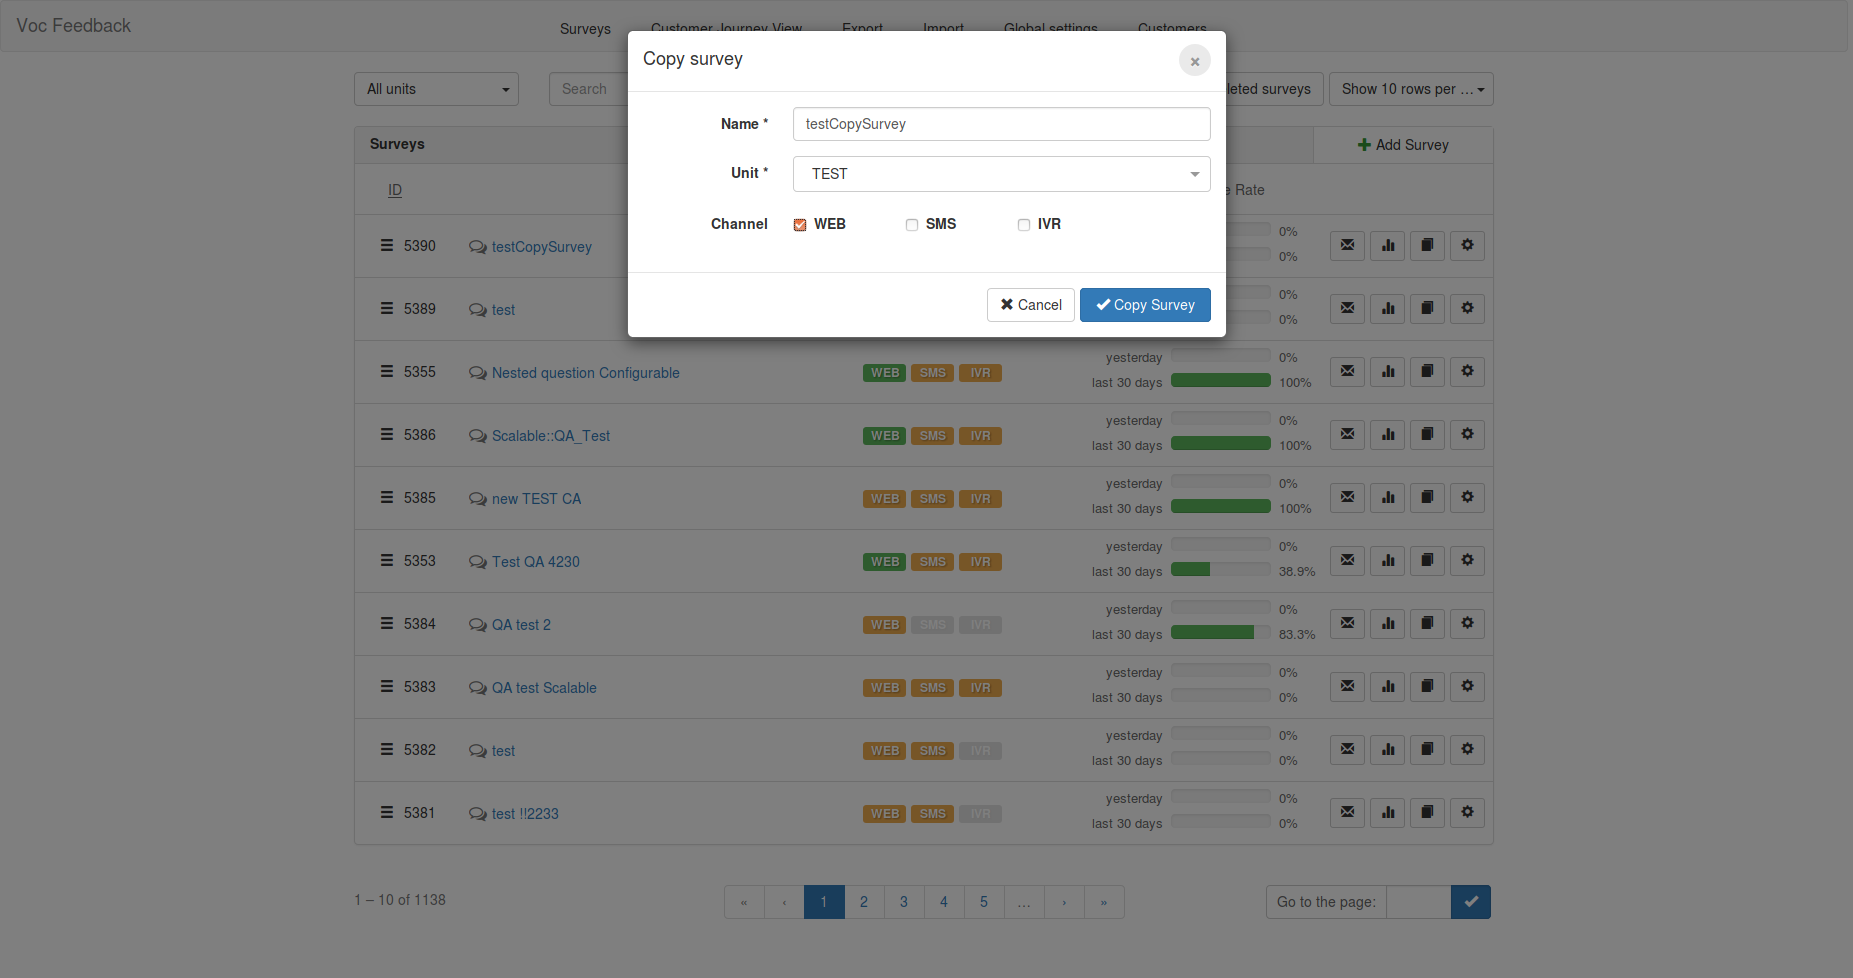 Voc Feedback
Surveys Customer Journey View Export Import Global settings Customers
Copy survey
×
All units Search leted surveys Show 10 rows per ...
Name * testCopySurvey
Surveys Add Survey
Unit * TEST
ID e Rate
Channel WEB SMS IVR
5390 testCopySurvey 0%
0%
Cancel Copy Survey
5389 test 0%
0%
5355 Nested question Configurable WEB SMS IVR yesterday 0%
last 30 days 100%
5386 Scalable::QA_Test WEB SMS IVR yesterday 0%
last 30 days 100%
5385 new TEST CA WEB SMS IVR yesterday 0%
last 30 days 100%
5353 Test QA 4230 WEB SMS IVR yesterday 0%
last 30 days 38.9%
5384 QA test 2 WEB SMS IVR yesterday 0%
last 30 days 83.3%
5383 QA test Scalable WEB SMS IVR yesterday 0%
last 30 days 0%
5382 test WEB SMS IVR yesterday 0%
last 30 days 0%
5381 test !!2233 WEB SMS IVR yesterday 0%
last 30 days 0%
1 – 10 of 1138 « ‹ 1 2 3 4 5 ... › » Go to the page: